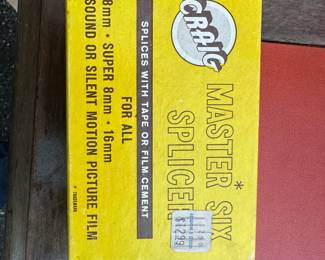 CRAIG
MASTER SIX*
SPLICER
SPLICES WITH TAPE OR FILM CEMENT
FOR ALL
8mm • SUPER 8mm • 16mm
SOUND OR SILENT MOTION PICTURE FILM
* TRADEMARK